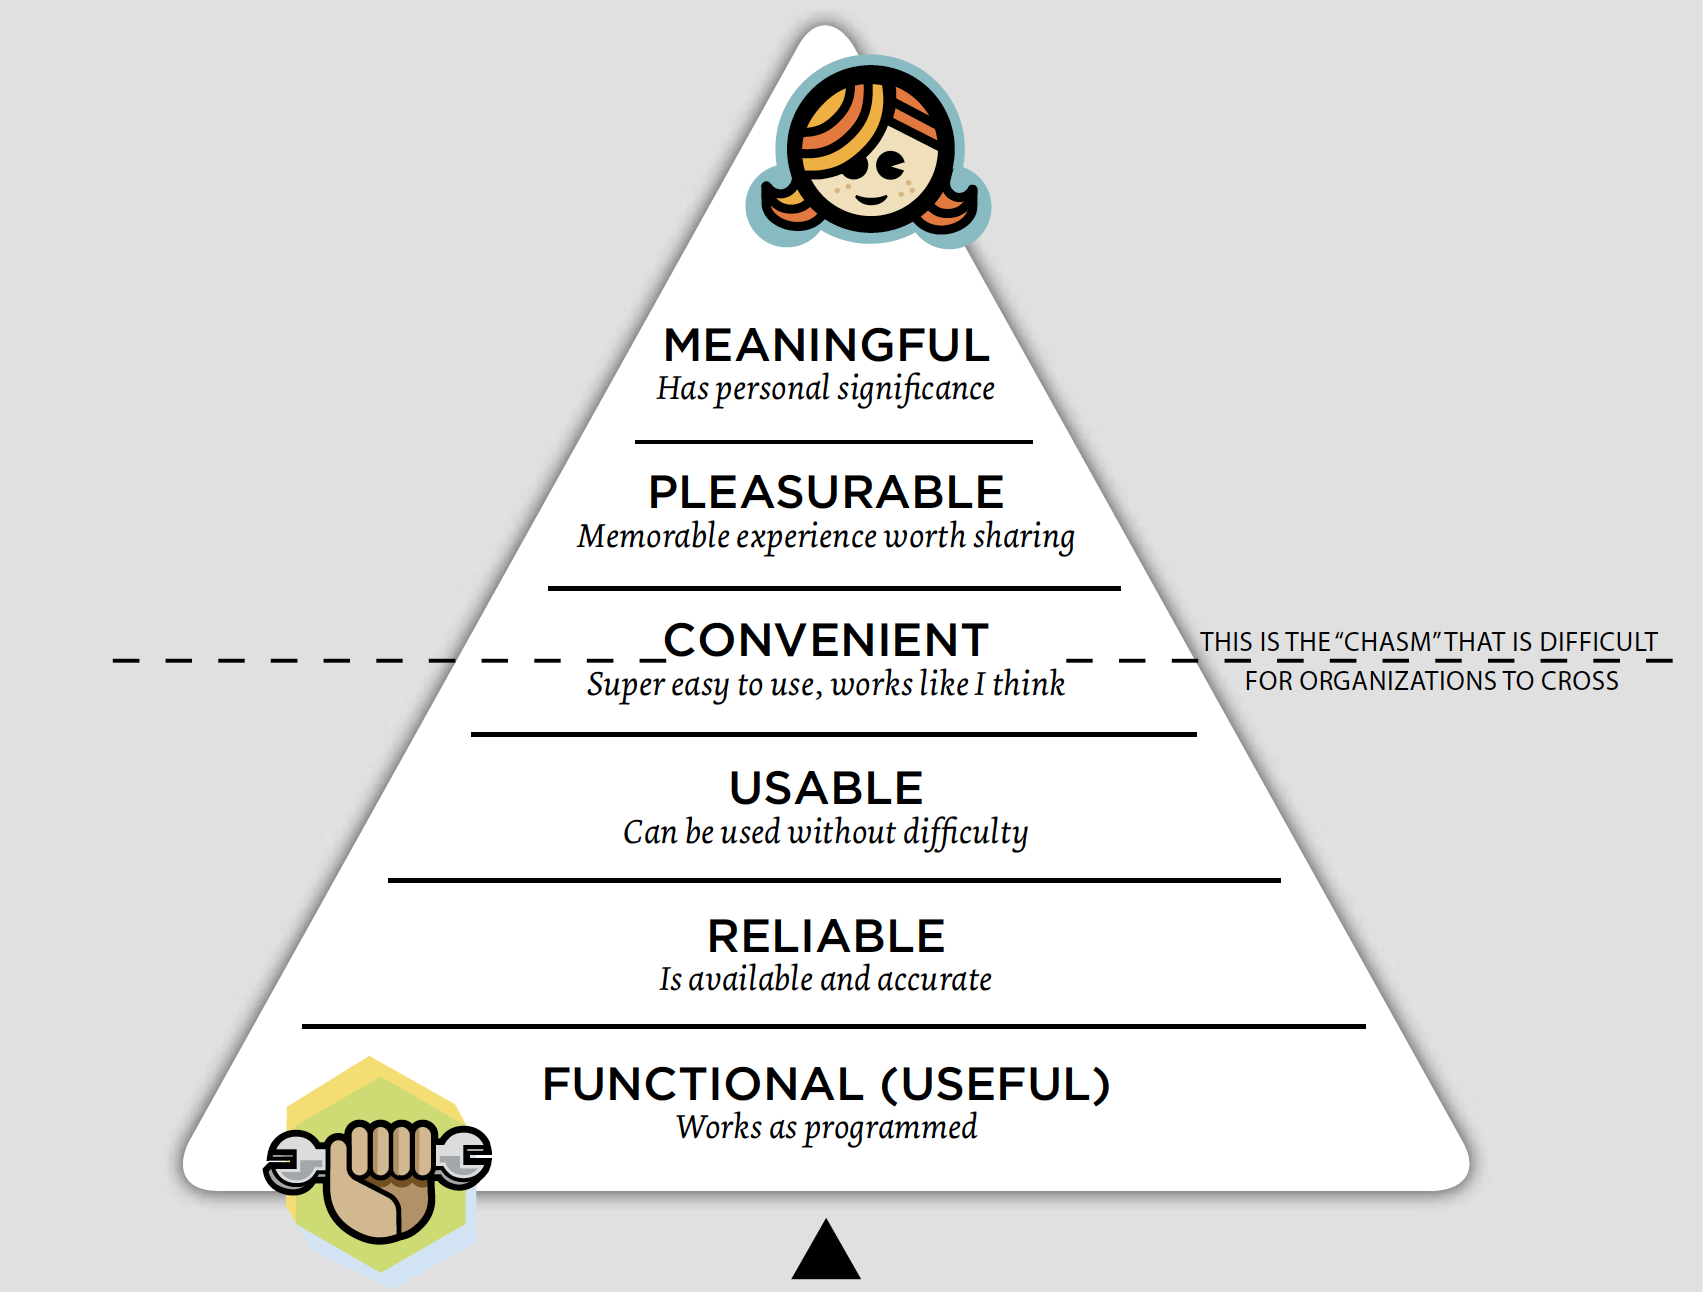 MEANINGFUL
Has personal significance
PLEASURABLE
Memorable experience worth sharing
CONVENIENT
Super easy to use, works like I think
THIS IS THE “CHASM” THAT IS DIFFICULT
FOR ORGANIZATIONS TO CROSS
USABLE
Can be used without difficulty
RELIABLE
Is available and accurate
FUNCTIONAL (USEFUL)
Works as programmed